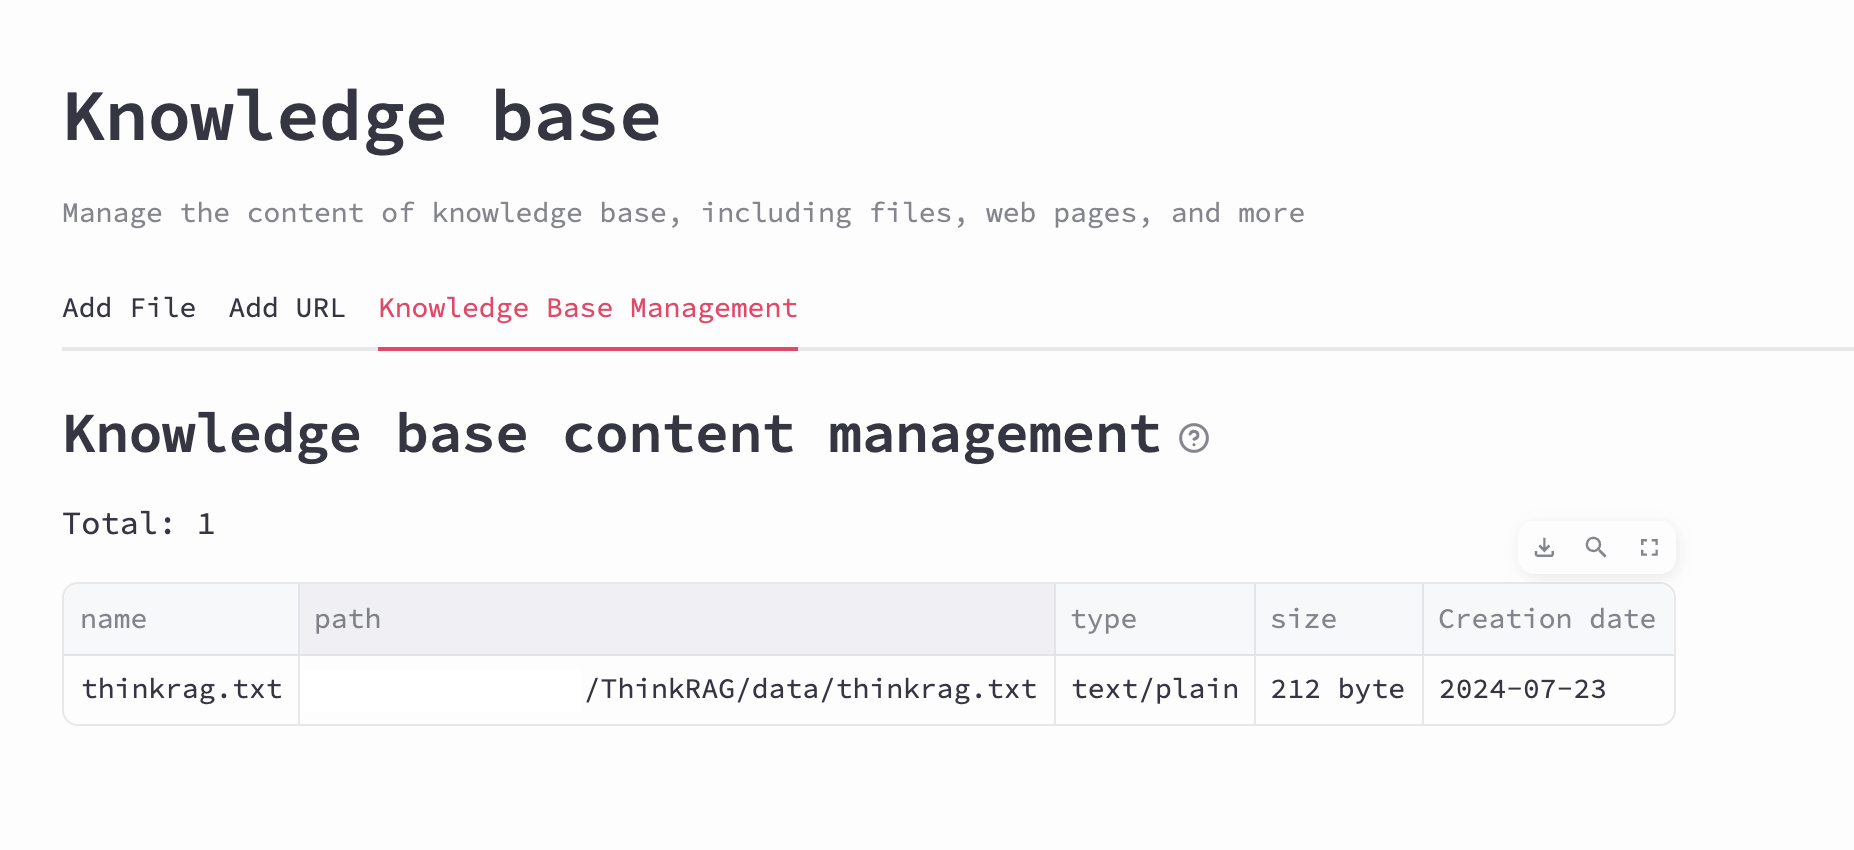 Knowledge base
Manage the content of knowledge base, including files, web pages, and more
Add File Add URL Knowledge Base Management
Knowledge base content management
Total: 1
name path type size Creation date
thinkrag.txt /ThinkRAG/data/thinkrag.txt text/plain 212 byte 2024-07-23